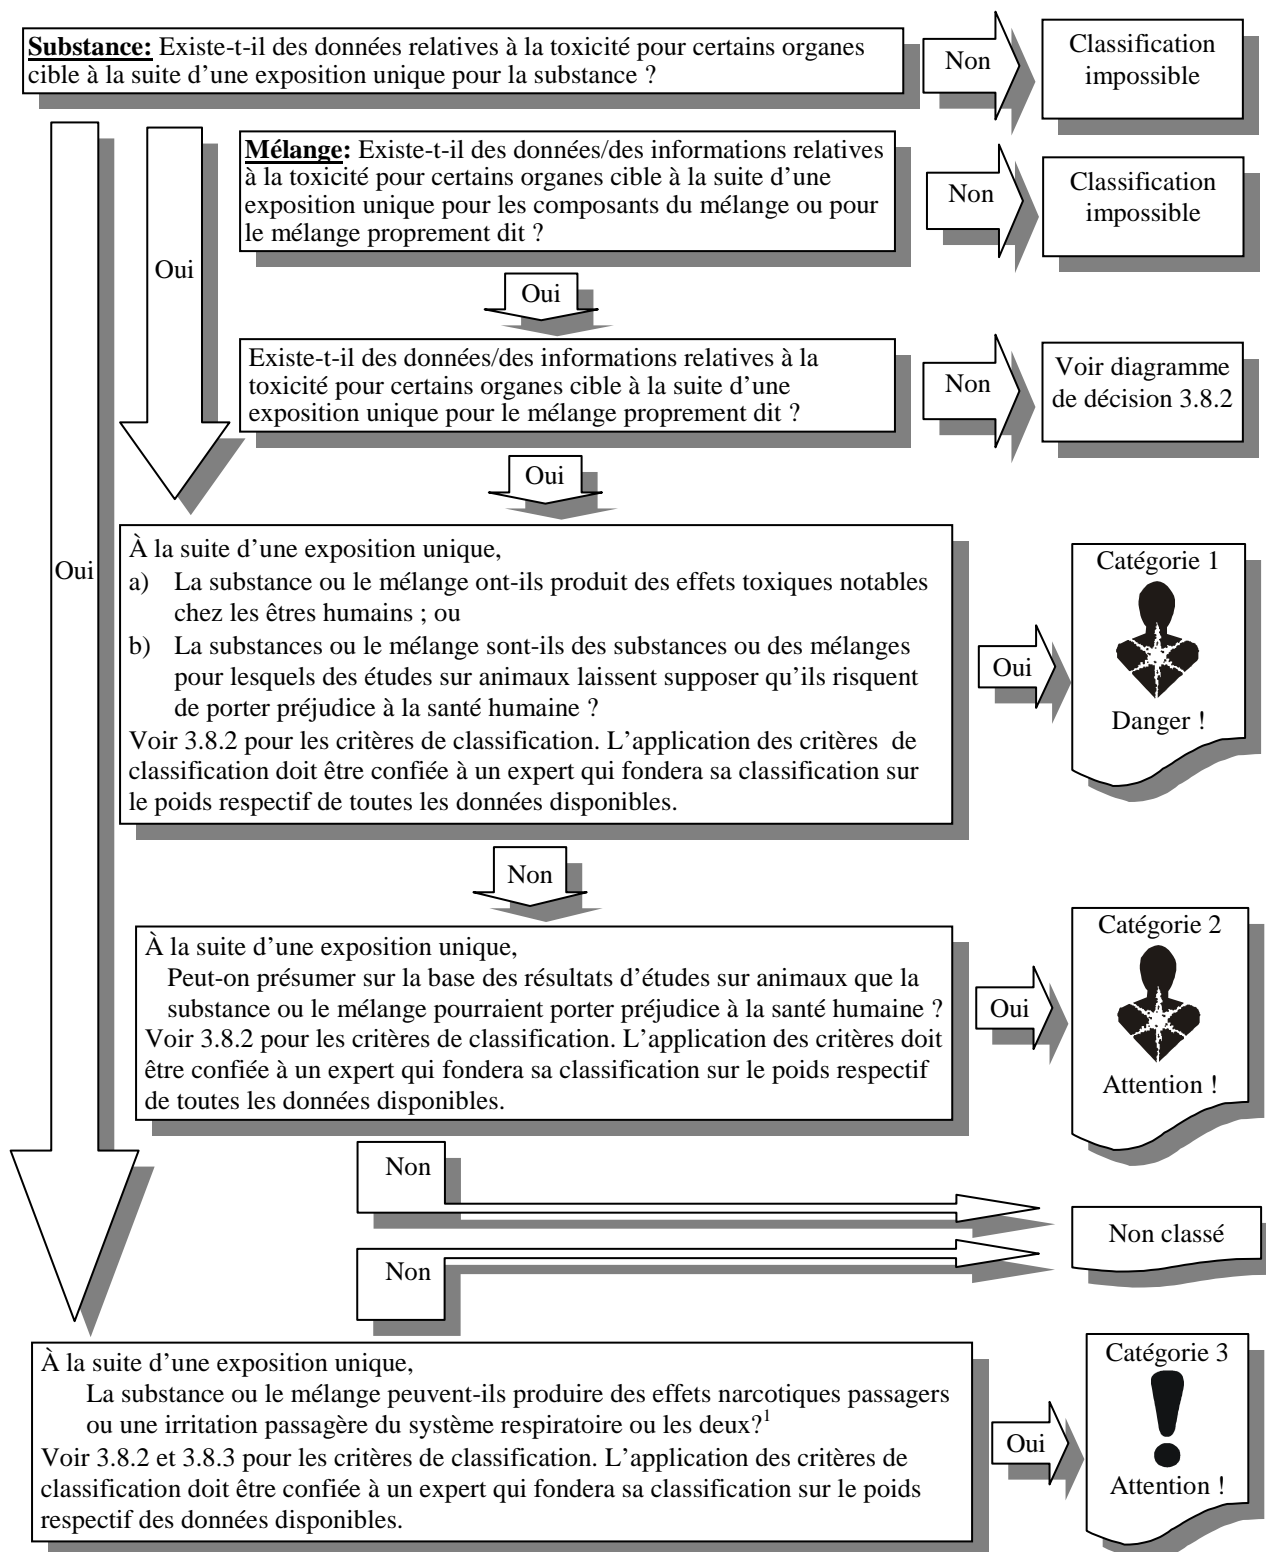 Substance: Existe-t-il des données relatives à la toxicité pour certains organes
cible à la suite d’une exposition unique pour la substance ?
Non
Classification
impossible
Mélange: Existe-t-il des données/des informations relatives
à la toxicité pour certains organes cible à la suite d’une
exposition unique pour les composants du mélange ou pour
le mélange proprement dit ?
Non
Classification
impossible
Oui
Oui
Existe-t-il des données/des informations relatives à la
toxicité pour certains organes cible à la suite d’une
exposition unique pour le mélange proprement dit ?
Non
Voir diagramme
de décision 3.8.2
Oui
Oui
À la suite d’une exposition unique,
a) La substance ou le mélange ont-ils produit des effets toxiques notables
chez les êtres humains ; ou
b) La substances ou le mélange sont-ils des substances ou des mélanges
pour lesquels des études sur animaux laissent supposer qu’ils risquent
de porter préjudice à la santé humaine ?
Voir 3.8.2 pour les critères de classification. L’application des critères de
classification doit être confiée à un expert qui fondera sa classification sur
le poids respectif de toutes les données disponibles.
Oui
Catégorie 1
Danger !
Non
À la suite d’une exposition unique,
Peut-on présumer sur la base des résultats d’études sur animaux que la
substance ou le mélange pourraient porter préjudice à la santé humaine ?
Voir 3.8.2 pour les critères de classification. L’application des critères doit
être confiée à un expert qui fondera sa classification sur le poids respectif
de toutes les données disponibles.
Oui
Catégorie 2
Attention !
Non
Non classé
Non
À la suite d’une exposition unique,
La substance ou le mélange peuvent-ils produire des effets narcotiques passagers
ou une irritation passagère du système respiratoire ou les deux?1
Voir 3.8.2 et 3.8.3 pour les critères de classification. L’application des critères de
classification doit être confiée à un expert qui fondera sa classification sur le poids
respectif des données disponibles.
Oui
Catégorie 3
Attention !